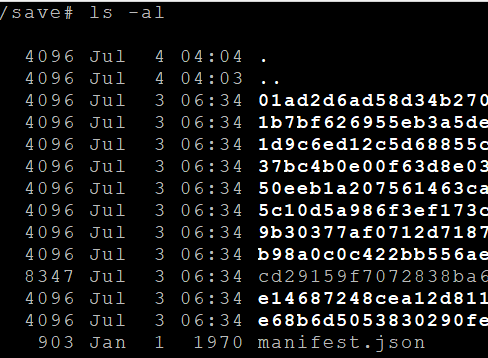 /save# ls -al
4096 Jul 4 04:04 .
4096 Jul 4 04:03 ..
4096 Jul 3 06:34 01ad2d6ad58d34b270
4096 Jul 3 06:34 1b7bf626955eb3a5de
4096 Jul 3 06:34 1d9c6ed12c5d68855c
4096 Jul 3 06:34 37bc4b0e00f63d8e03
4096 Jul 3 06:34 50eeb1a207561463ca
4096 Jul 3 06:34 5c10d5a986f3ef173c
4096 Jul 3 06:34 9b30377af0712d7187
4096 Jul 3 06:34 b98a0c0c422bb556ae
8347 Jul 3 06:34 cd29159f7072838ba6
4096 Jul 3 06:34 e14687248cea12d811
4096 Jul 3 06:34 e68b6d5053830290fe
903 Jan 1 1970 manifest.json